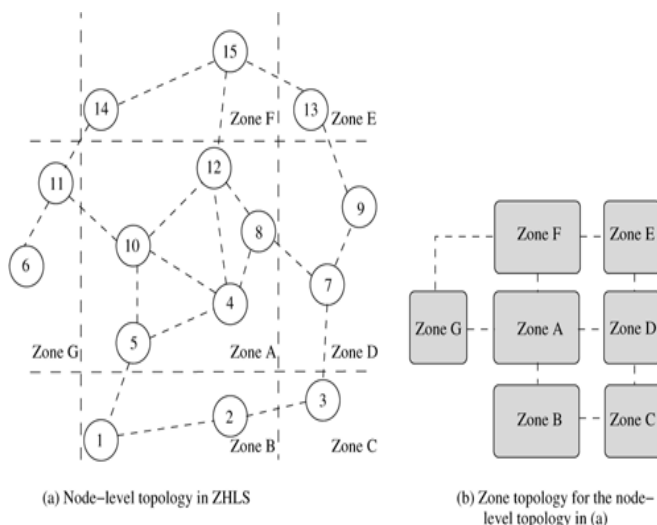 15
14
13
Zone F
Zone E
12
11
9
8
10
6
7
4
5
Zone G
Zone A
Zone D
3
2
1
Zone B
Zone C
(a) Node-level topology in ZHLS
Zone F
Zone E
Zone G
Zone A
Zone D
Zone B
Zone C
(b) Zone topology for the node-
level topology in (a)